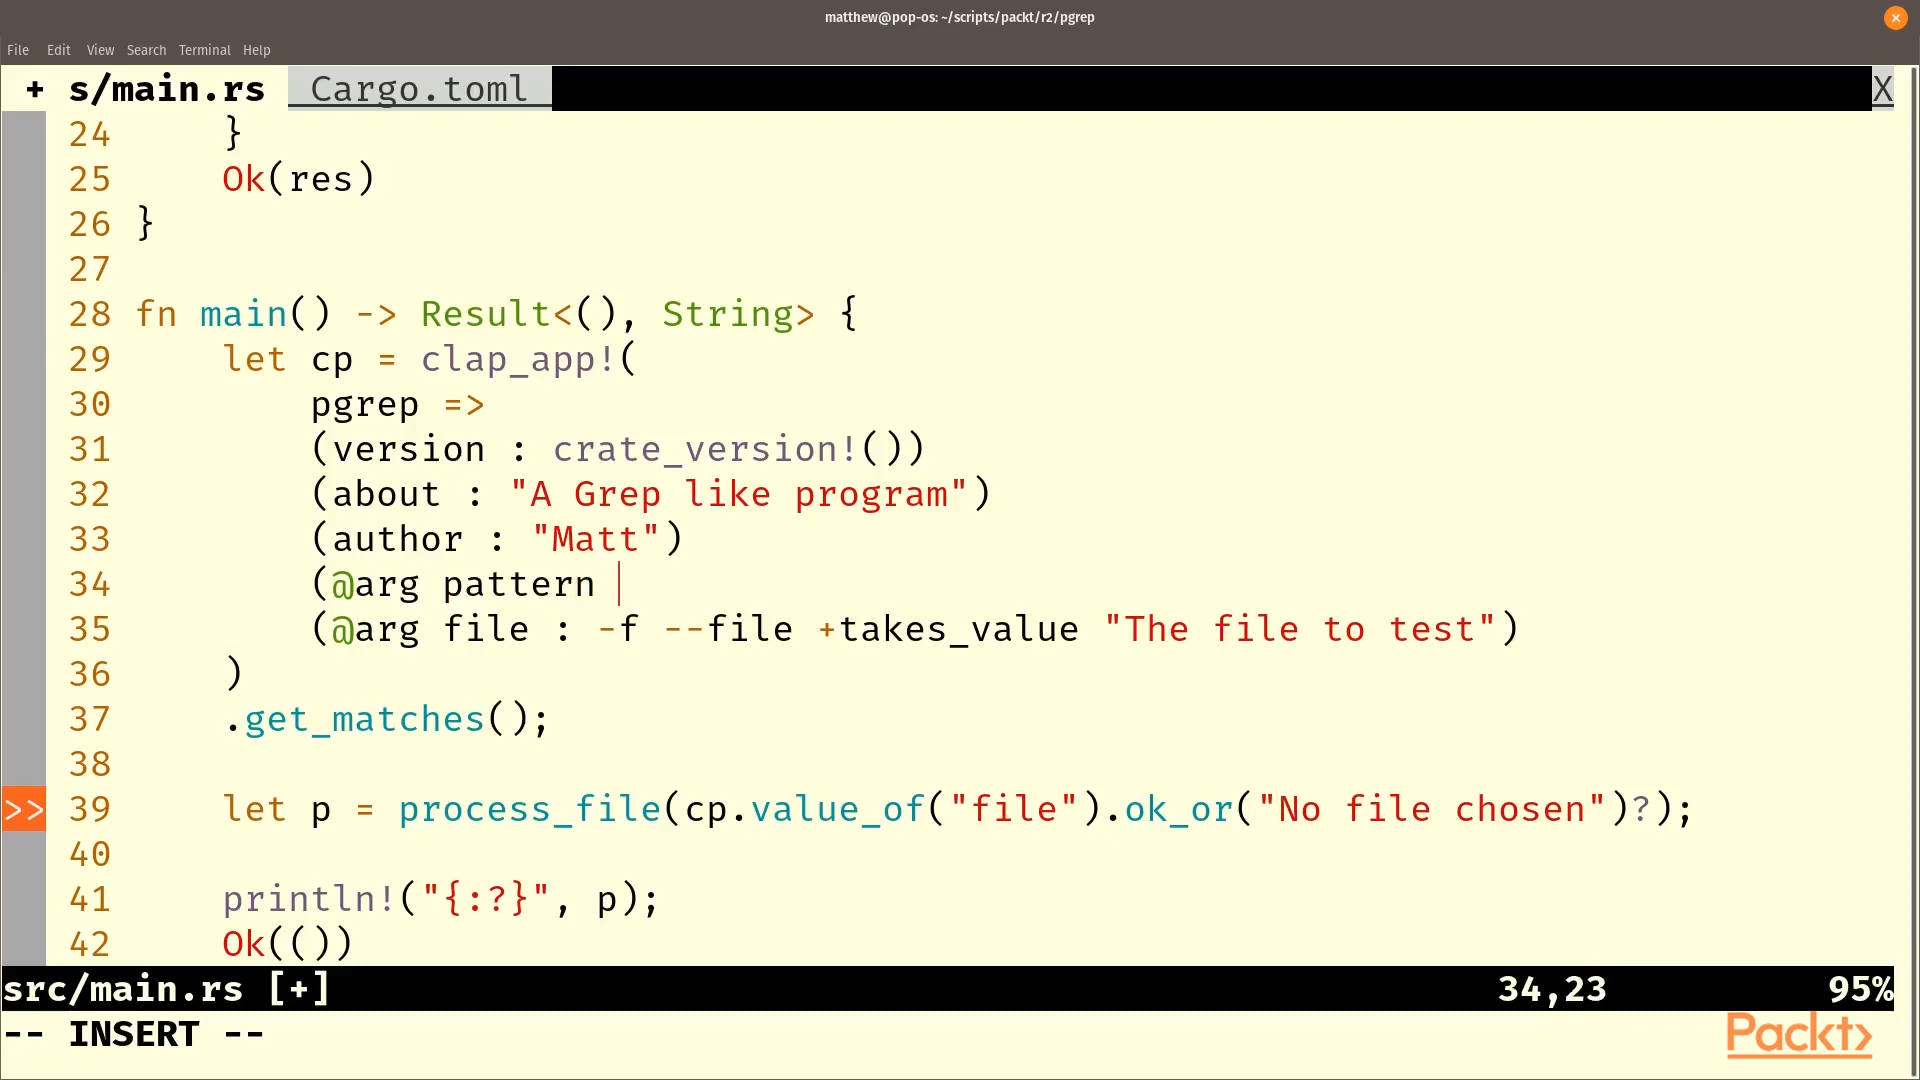 matthew@pop-os: ~/scripts/packt/r2/pgrep
File Edit View Search Terminal Help
+ s/main.rs Cargo.toml X
24     }
25     Ok(res)
26 }
27
28 fn main() -> Result<(), String> {
29     let cp = clap_app!(
30         pgrep =>
31         (version : crate_version!())
32         (about : "A Grep like program")
33         (author : "Matt")
34         (@arg pattern
35         (@arg file : -f --file +takes_value "The file to test")
36     )
37     .get_matches();
38
>> 39     let p = process_file(cp.value_of("file").ok_or("No file chosen")?);
40
41     println!("{:?}", p);
42     Ok(())
src/main.rs [+] 34,23 95%
-- INSERT --
Packt>